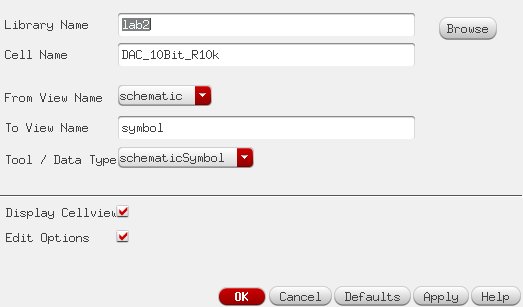 Library Name lab2 Browse
Cell Name DAC_10Bit_R10k
From View Name schematic
To View Name symbol
Tool / Data Type schematicSymbol
Display Cellview
Edit Options
OK Cancel Defaults Apply Help